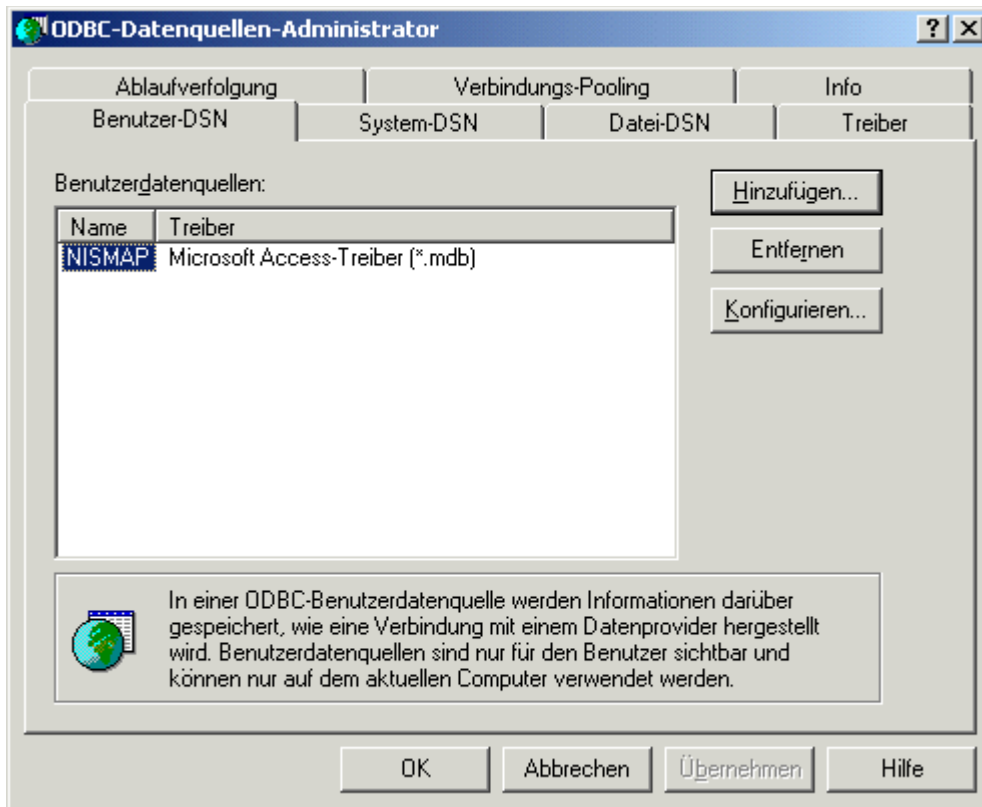 ODBC-Datenquellen-Administrator
Ablaufverfolgung Verbindungs-Pooling Info
Benutzer-DSN System-DSN Datei-DSN Treiber
Benutzerdatenquellen:
Hinzufügen...
Name Treiber
NISMAP Microsoft Access-Treiber (*.mdb)
Entfernen
Konfigurieren...
In einer ODBC-Benutzerdatenquelle werden Informationen darüber
gespeichert, wie eine Verbindung mit einem Datenprovider hergestellt
wird. Benutzerdatenquellen sind nur für den Benutzer sichtbar und
können nur auf dem aktuellen Computer verwendet werden.
OK Abbrechen Übernehmen Hilfe